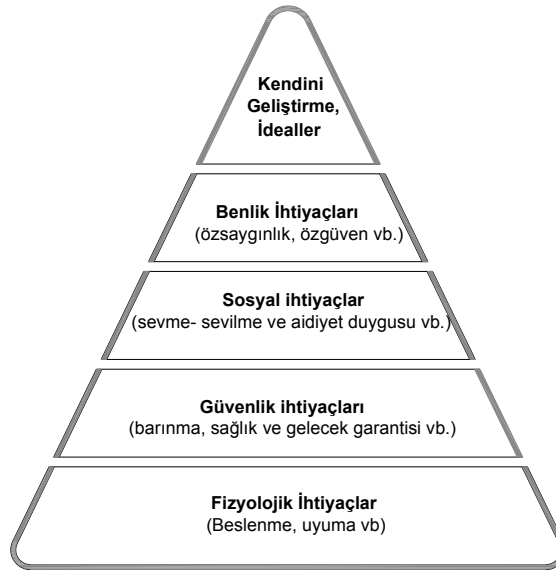 Kendini
Geliştirme,
İdealler
Benlik İhtiyaçları
(özsaygınlık, özgüven vb.)
Sosyal ihtiyaçlar
(sevme- sevilme ve aidiyet duygusu vb.)
Güvenlik ihtiyaçları
(barınma, sağlık ve gelecek garantisi vb.)
Fizyolojik İhtiyaçlar
(Beslenme, uyuma vb)